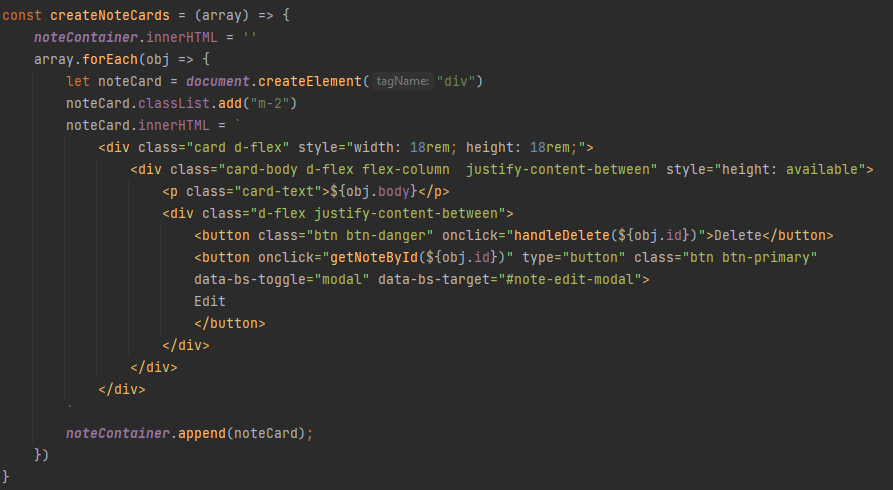 const createNoteCards = (array) => {
    noteContainer.innerHTML = ''
    array.forEach(obj => {
        let noteCard = document.createElement( tagName: "div")
        noteCard.classList.add("m-2")
        noteCard.innerHTML = `
            <div class="card d-flex" style="width: 18rem; height: 18rem;">
                <div class="card-body d-flex flex-column  justify-content-between" style="height: available">
                    <p class="card-text">${obj.body}</p>
                    <div class="d-flex justify-content-between">
                        <button class="btn btn-danger" onclick="handleDelete(${obj.id})">Delete</button>
                        <button onclick="getNoteById(${obj.id})" type="button" class="btn btn-primary"
                        data-bs-toggle="modal" data-bs-target="#note-edit-modal">
                        Edit
                        </button>
                    </div>
                </div>
            </div>
        `
        noteContainer.append(noteCard);
    })
}